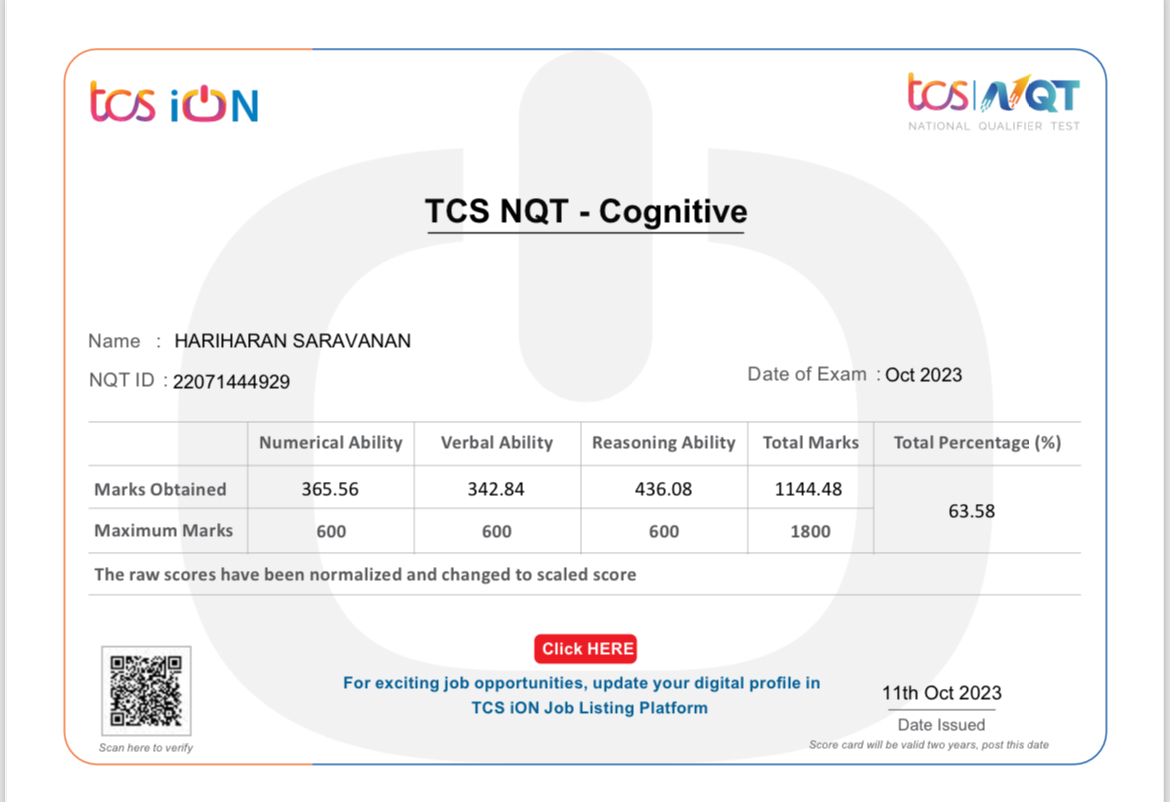 tcs iON
tcs | NQT
NATIONAL QUALIFIER TEST
TCS NQT - Cognitive
Name : HARIHARAN SARAVANAN
NQT ID : 22071444929
Date of Exam : Oct 2023
Numerical Ability Verbal Ability Reasoning Ability Total Marks Total Percentage (%)
Marks Obtained 365.56 342.84 436.08 1144.48
63.58
Maximum Marks 600 600 600 1800
The raw scores have been normalized and changed to scaled score
Click HERE
For exciting job opportunities, update your digital profile in
TCS iON Job Listing Platform
11th Oct 2023
Date Issued
Scan here to verify
Score card will be valid two years, post this date